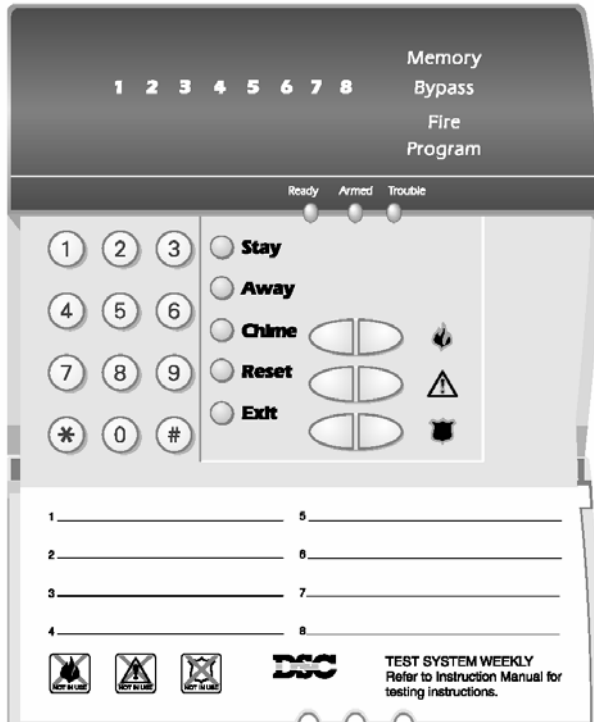 Memory
1 2 3 4 5 6 7 8 Bypass
Fire
Program
Ready Armed Trouble
1 2 3
4 5 6
7 8 9
* 0 #
Stay
Away
Chime
Reset
Exit
1
2
3
4
5
6
7
8
NOT IN USE
NOT IN USE
NOT IN USE
DSC
TEST SYSTEM WEEKLY
Refer to Instruction Manual for
testing instructions.